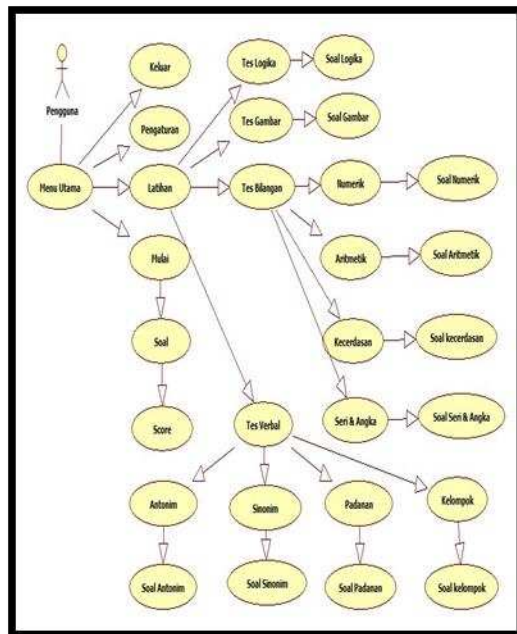 Pengguna
Keluar
Tes Logika
Soal Logika
Pengaturan
Tes Gambar
Soal Gambar
Menu Utama
Latihan
Tes Bilangan
Numerik
Soal Numerik
Mulai
Aritmetik
Soal Aritmetik
Soal
Kecerdasan
Soal kecerdasan
Score
Tes Verbal
Seri & Angka
Soal Seri & Angka
Antonim
Sinonim
Padanan
Kelompok
Soal Antonim
Soal Sinonim
Soal Padanan
Soal kelompok